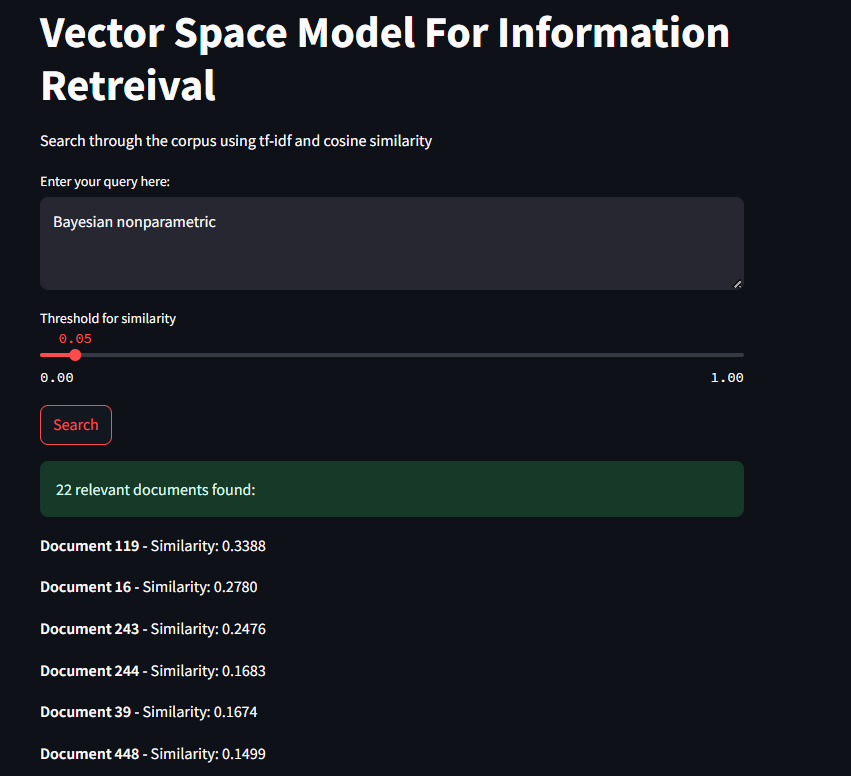 Vector Space Model For Information
Retreival
Search through the corpus using tf-idf and cosine similarity
Enter your query here:
Bayesian nonparametric
Threshold for similarity
0.05
0.00 1.00
Search
22 relevant documents found:
Document 119 - Similarity: 0.3388
Document 16 - Similarity: 0.2780
Document 243 - Similarity: 0.2476
Document 244 - Similarity: 0.1683
Document 39 - Similarity: 0.1674
Document 448 - Similarity: 0.1499